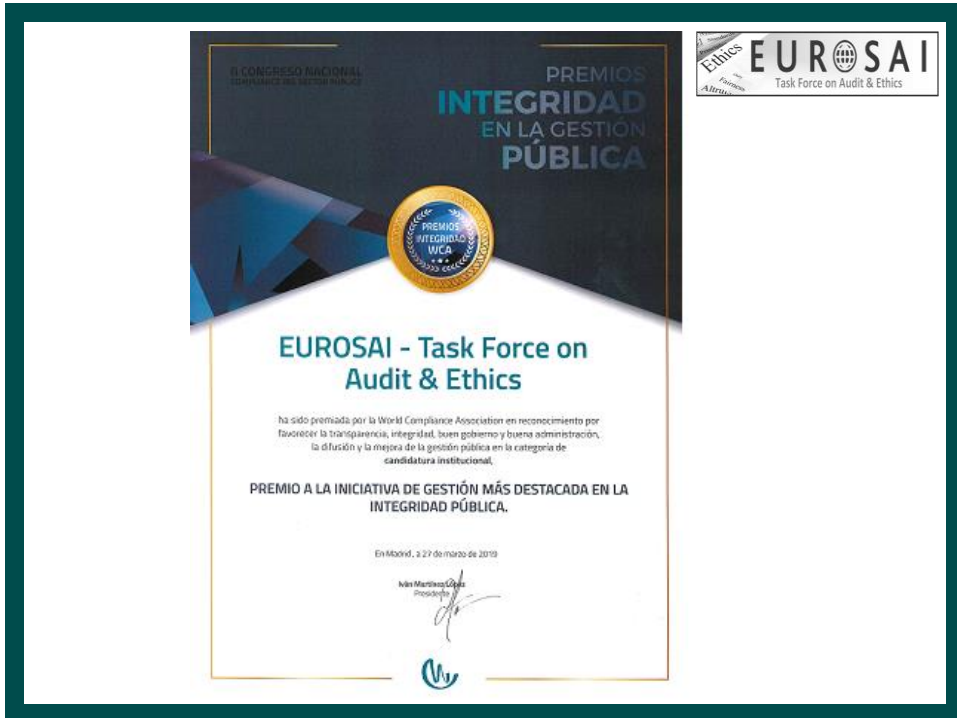 II CONGRESO NACIONAL
COMPLIANCE DEL SECTOR PÚBLICO
PREMIOS
INTEGRIDAD
EN LA GESTIÓN
PÚBLICA
Ethics
Fairness
EUROSAI
Task Force on Audit & Ethics
PREMIOS
INTEGRIDAD
WCA
EUROSAI - Task Force on
Audit & Ethics
ha sido premiada por la World Compliance Association en reconocimiento por
favorecer la transparencia, integridad, buen gobierno y buena administración,
la difusión y la mejora de la gestión pública en la categoría de
candidatura institucional,
PREMIO A LA INICIATIVA DE GESTIÓN MÁS DESTACADA EN LA
INTEGRIDAD PÚBLICA.
En Madrid, a 27 de marzo de 2019
Iván Martínez López
Presidente